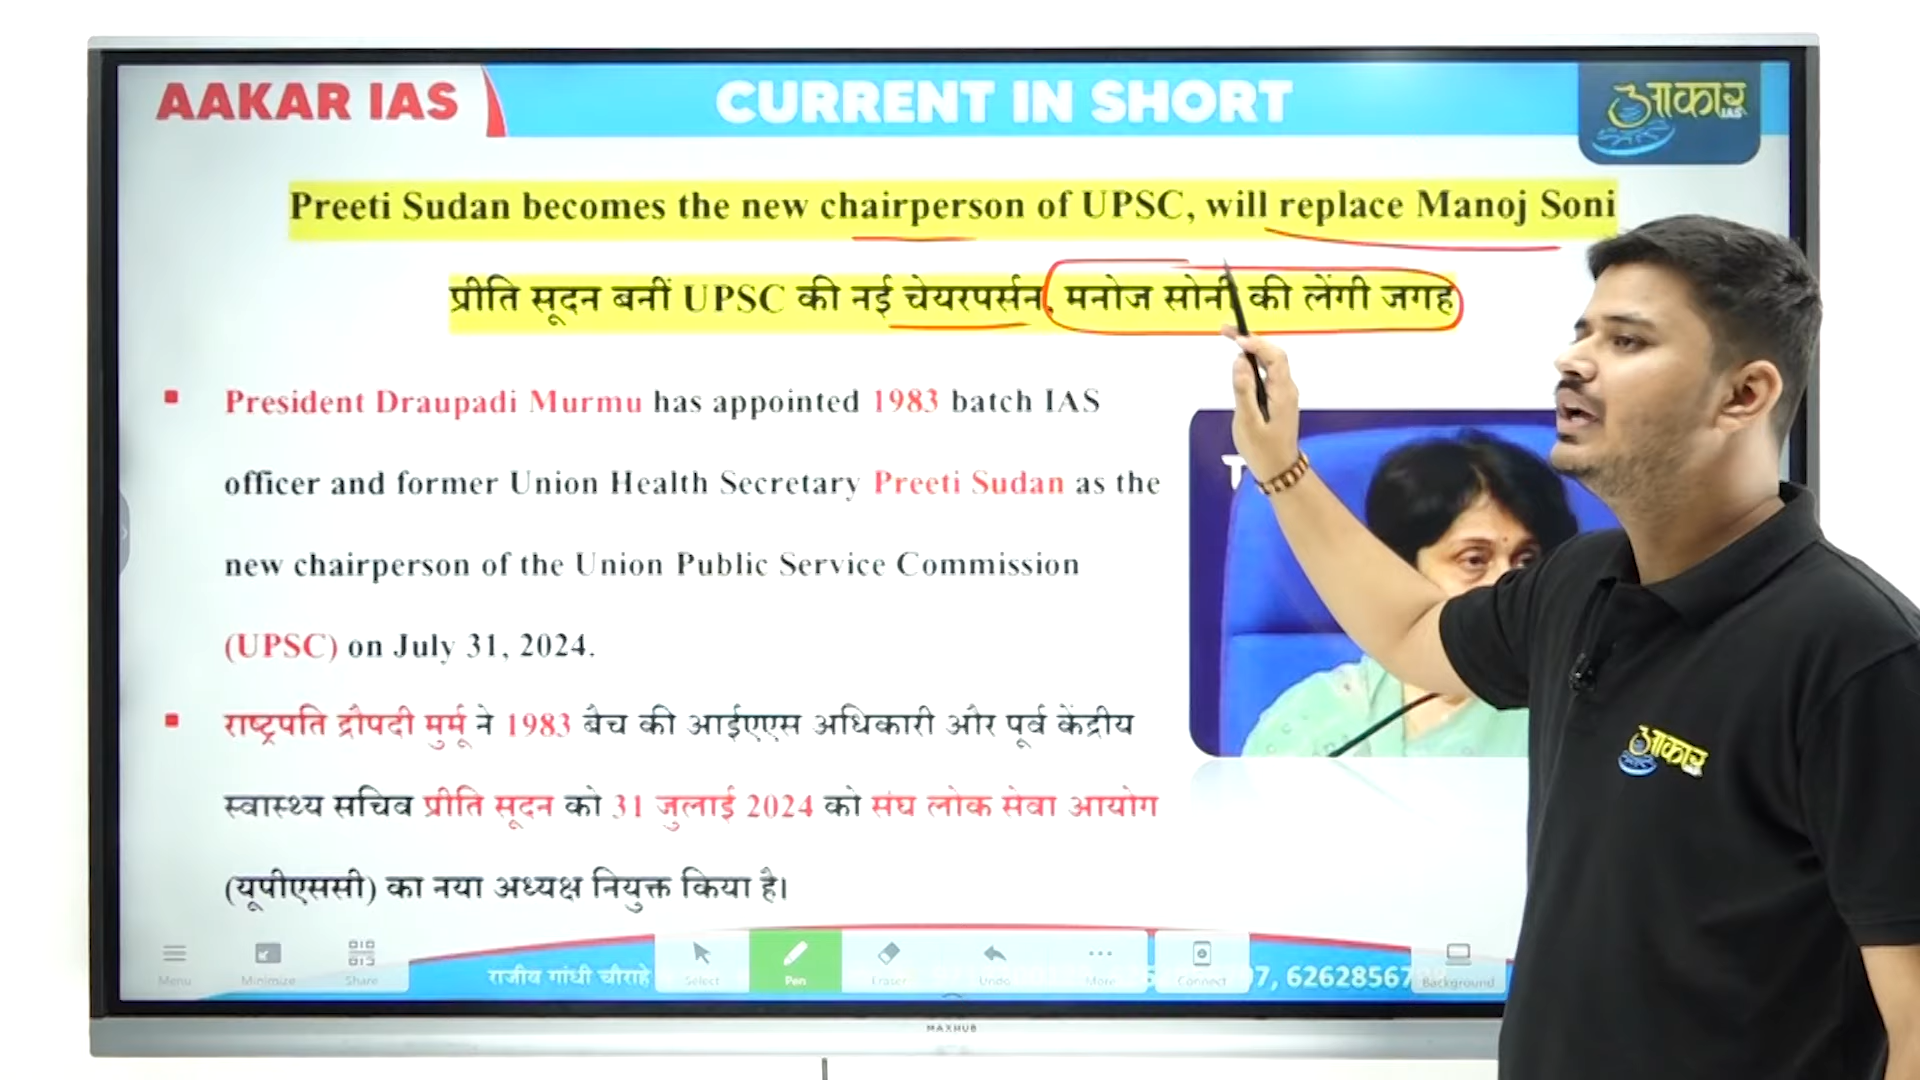 AAKAR IAS
CURRENT IN SHORT
आकार
IAS
Preeti Sudan becomes the new chairperson of UPSC, will replace Manoj Soni
प्रीति सूदन बनीं UPSC की नई चेयरपर्सन, मनोज सोनी की लेंगी जगह
President Draupadi Murmu has appointed 1983 batch IAS
officer and former Union Health Secretary Preeti Sudan as the
new chairperson of the Union Public Service Commission
(UPSC) on July 31, 2024.
राष्ट्रपति द्रौपदी मुर्मू ने 1983 बैच की आईएएस अधिकारी और पूर्व केंद्रीय
स्वास्थ्य सचिव प्रीति सूदन को 31 जुलाई 2024 को संघ लोक सेवा आयोग
(यूपीएससी) का नया अध्यक्ष नियुक्त किया है।
T
आकार
Menu
Minimize
Share
राजीव गांधी चौराहे
Select
Pen
Eraser
Undo
More
Connect
7, 62628567
Background
MAXHUB